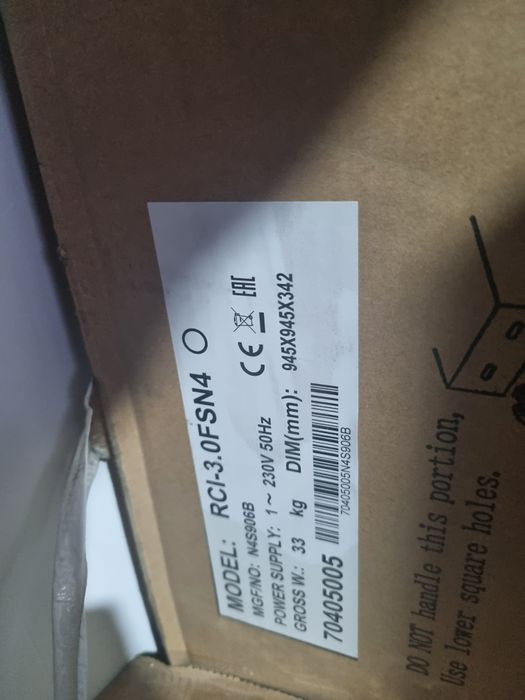 MODEL: RCI-3.0FSN4
MGF/NO: N4S906B
POWER SUPPLY: 1~ 230V 50Hz CE EAC
GROSS W.: 33 kg DIM(mm): 945X945X342
70405005 70405005N4S906B
DO NOT handle this portion,
Use lower square holes.